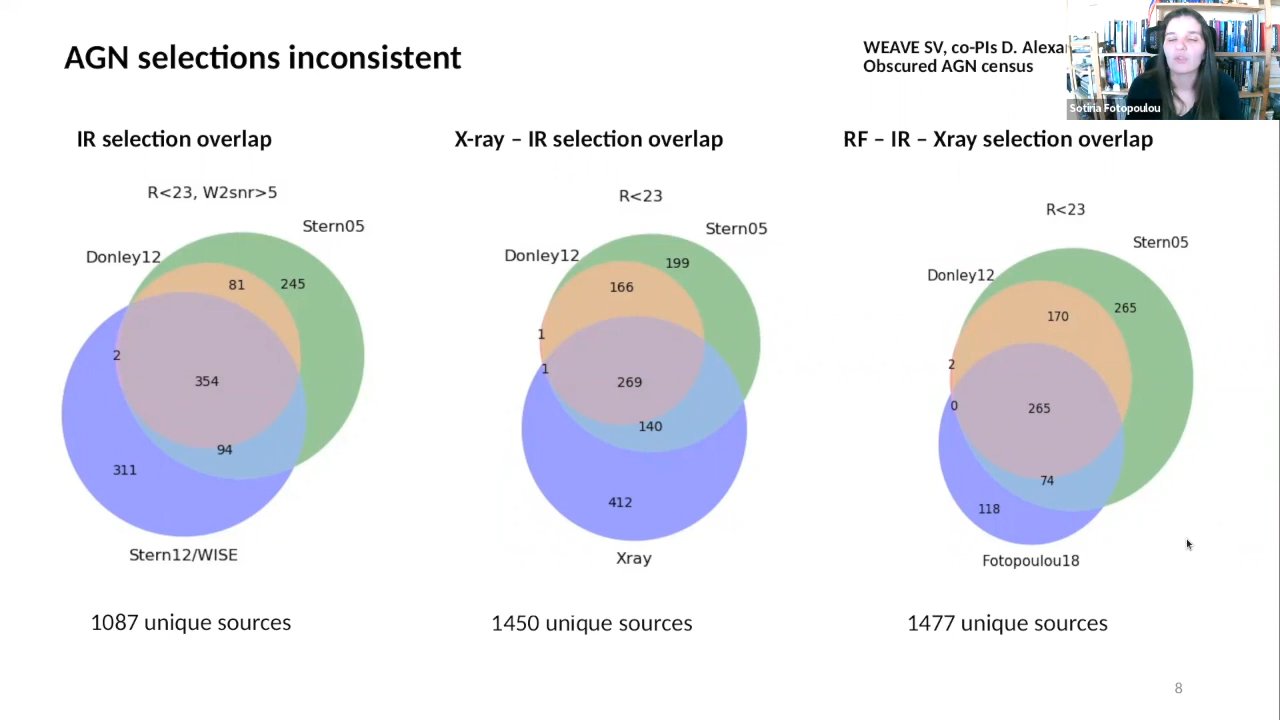 AGN selections inconsistent
WEAVE SV, co-PIs D.
Obscured AGN census
Sotiria Fotopoulou
IR selection overlap
X-ray – IR selection overlap
RF – IR – Xray selection overlap
R<23, W2snr>5
Stern05
Donley12
81
245
2
354
94
311
Stern12/WISE
R<23
Stern05
Donley12
199
166
1
1
269
140
412
Xray
R<23
Stern05
Donley12
265
170
2
0
265
74
118
Fotopoulou18
1087 unique sources
1450 unique sources
1477 unique sources
8